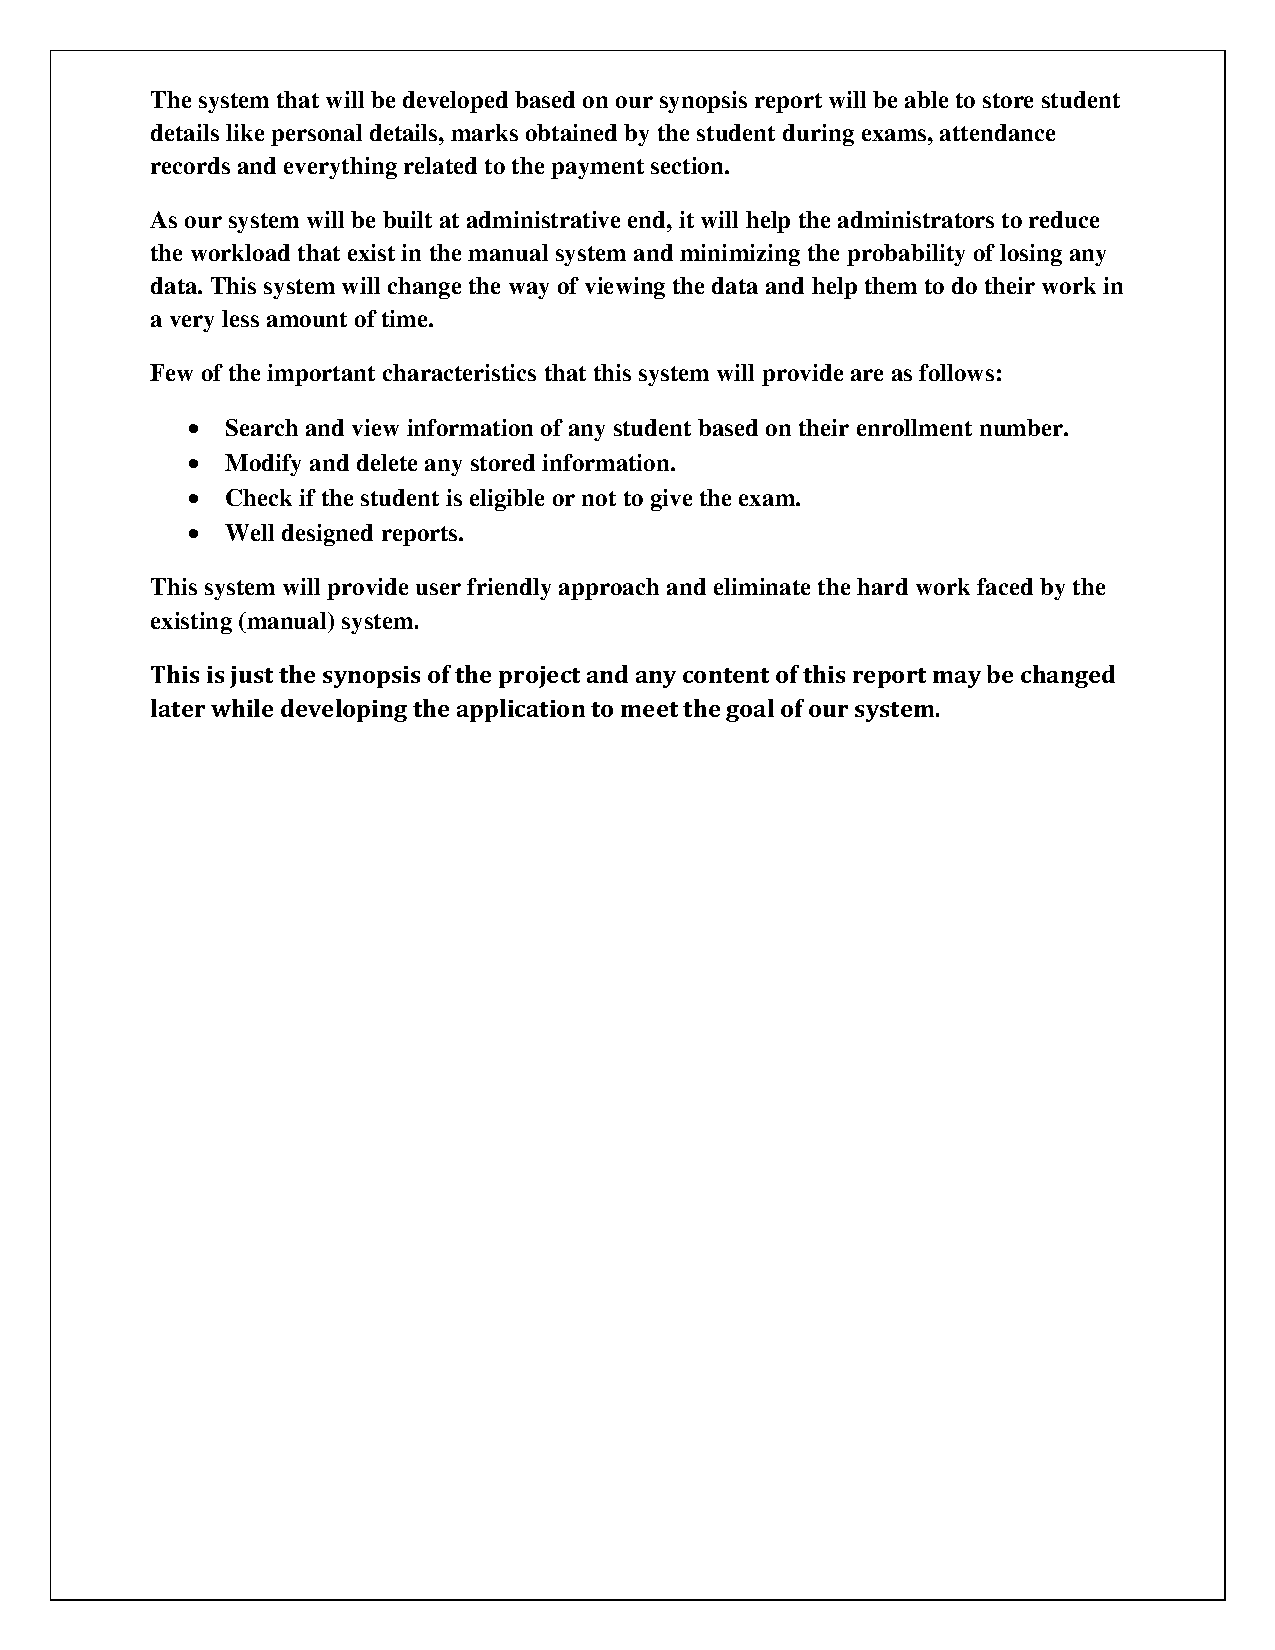 The system that will be developed based on our synopsis report will be able to store student
details like personal details, marks obtained by the student during exams, attendance
records and everything related to the payment section.
As our system will be built at administrative end, it will help the administrators to reduce
the workload that exist in the manual system and minimizing the probability of losing any
data. This system will change the way of viewing the data and help them to do their work in
a very less amount of time.
Few of the important characteristics that this system will provide are as follows:
• Search and view information of any student based on their enrollment number.
• Modify and delete any stored information.
• Check if the student is eligible or not to give the exam.
• Well designed reports.
This system will provide user friendly approach and eliminate the hard work faced by the
existing (manual) system.
This is just the synopsis of the project and any content of this report may be changed
later while developing the application to meet the goal of our system.